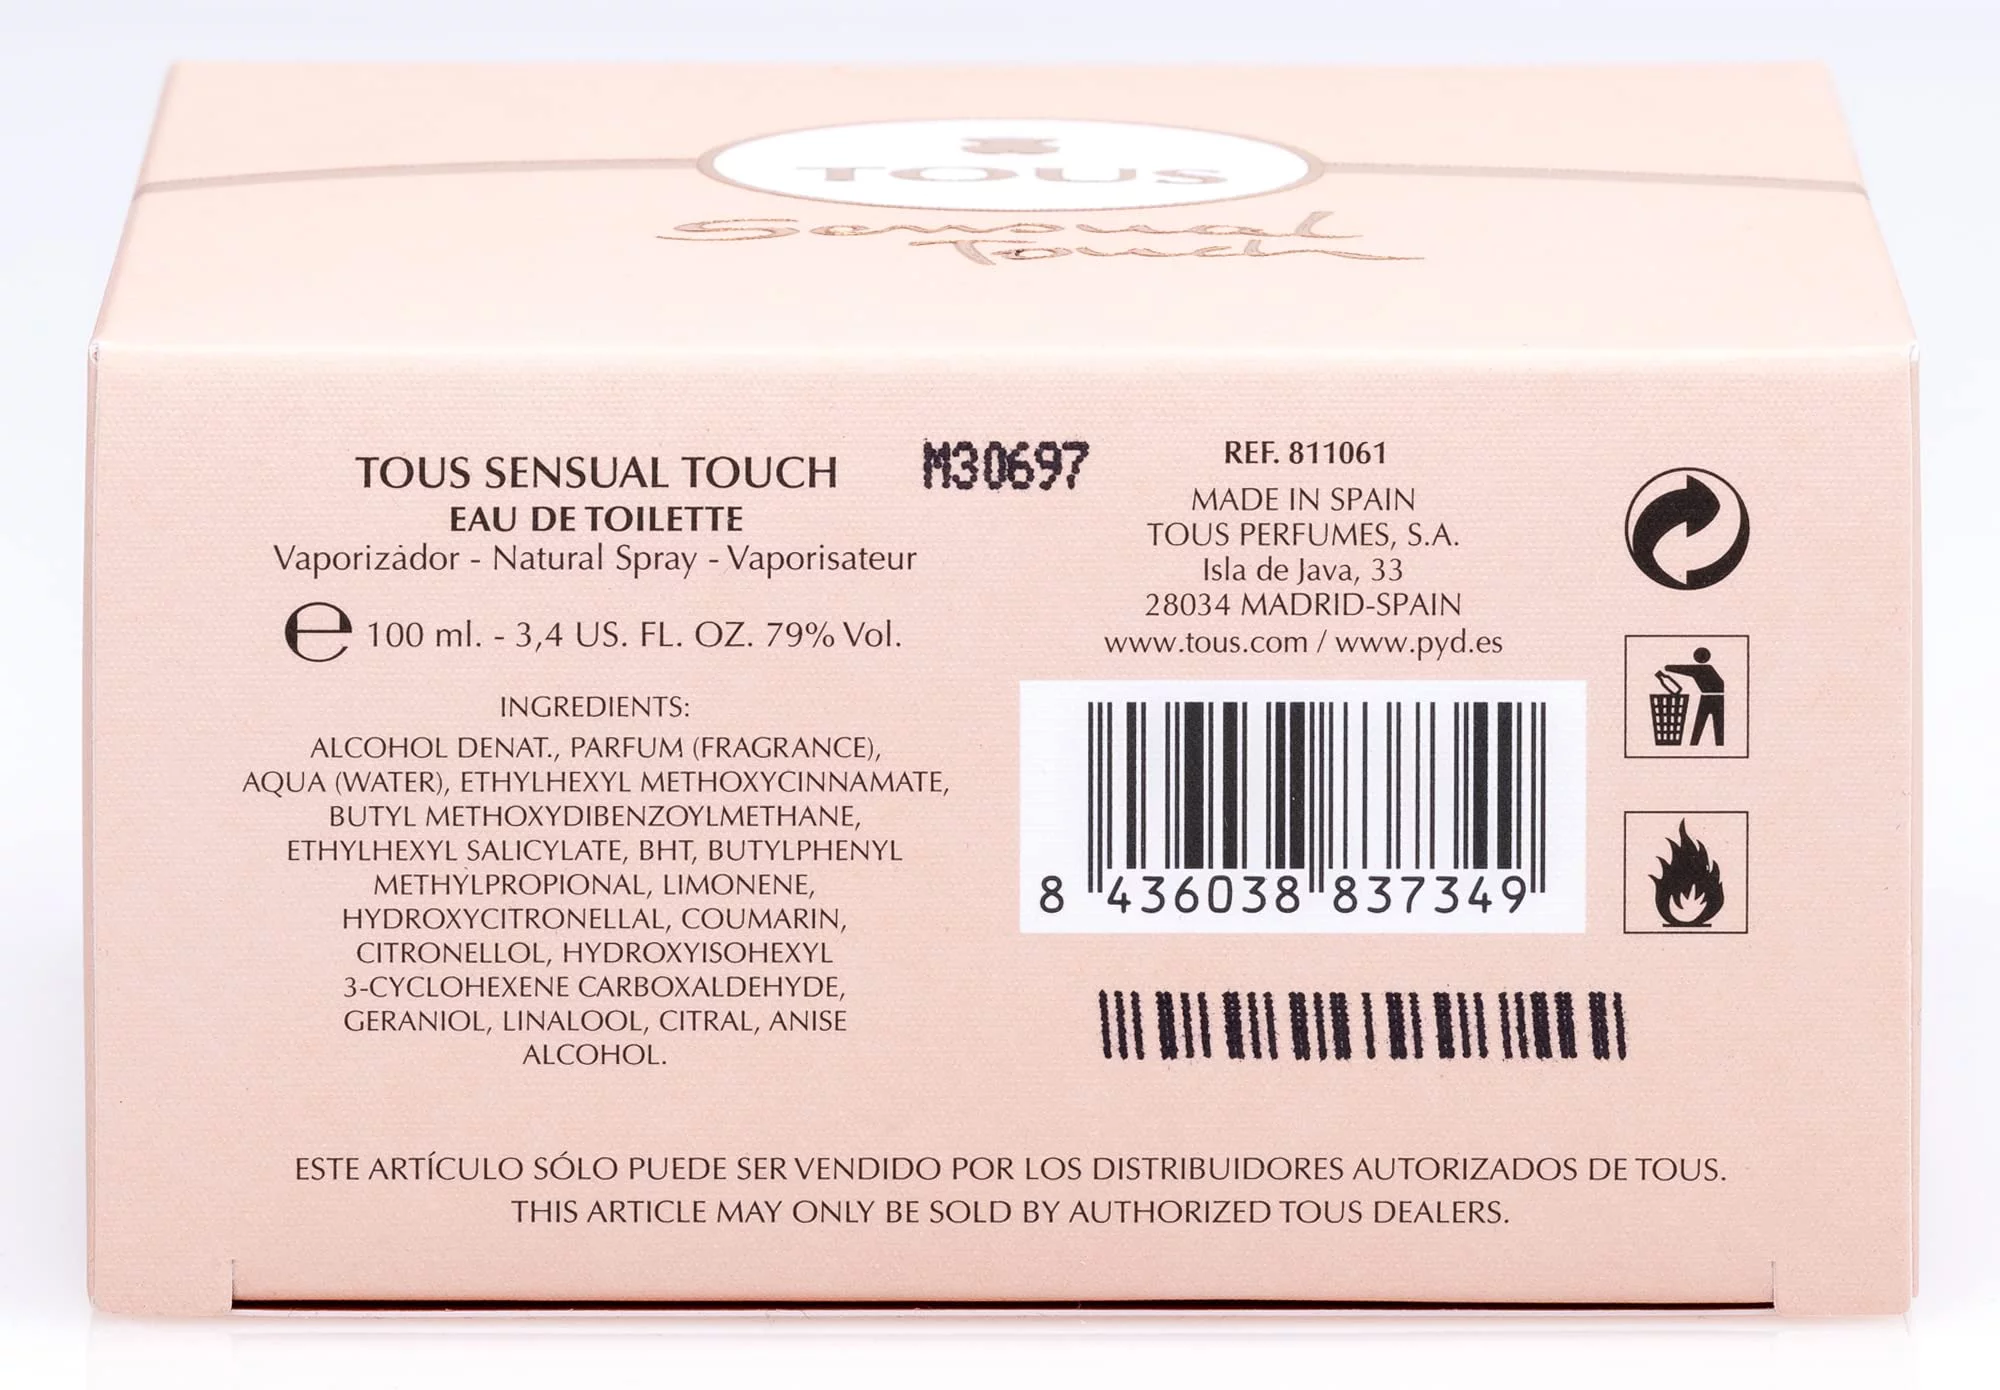 TOUS
Sensual
Touch
TOUS SENSUAL TOUCH
EAU DE TOILETTE
Vaporizador - Natural Spray - Vaporisateur
℮ 100 ml. - 3,4 US. FL. OZ. 79% Vol.
INGREDIENTS:
ALCOHOL DENAT., PARFUM (FRAGRANCE),
AQUA (WATER), ETHYLHEXYL METHOXYCINNAMATE,
BUTYL METHOXYDIBENZOYLMETHANE,
ETHYLHEXYL SALICYLATE, BHT, BUTYLPHENYL
METHYLPROPIONAL, LIMONENE,
HYDROXYCITRONELLAL, COUMARIN,
CITRONELLOL, HYDROXYISOHEXYL
3-CYCLOHEXENE CARBOXALDEHYDE,
GERANIOL, LINALOOL, CITRAL, ANISE
ALCOHOL.
M30697
REF. 811061
MADE IN SPAIN
TOUS PERFUMES, S.A.
Isla de Java, 33
28034 MADRID-SPAIN
www.tous.com / www.pyd.es
8 436038 837349
ESTE ARTÍCULO SÓLO PUEDE SER VENDIDO POR LOS DISTRIBUIDORES AUTORIZADOS DE TOUS.
THIS ARTICLE MAY ONLY BE SOLD BY AUTHORIZED TOUS DEALERS.